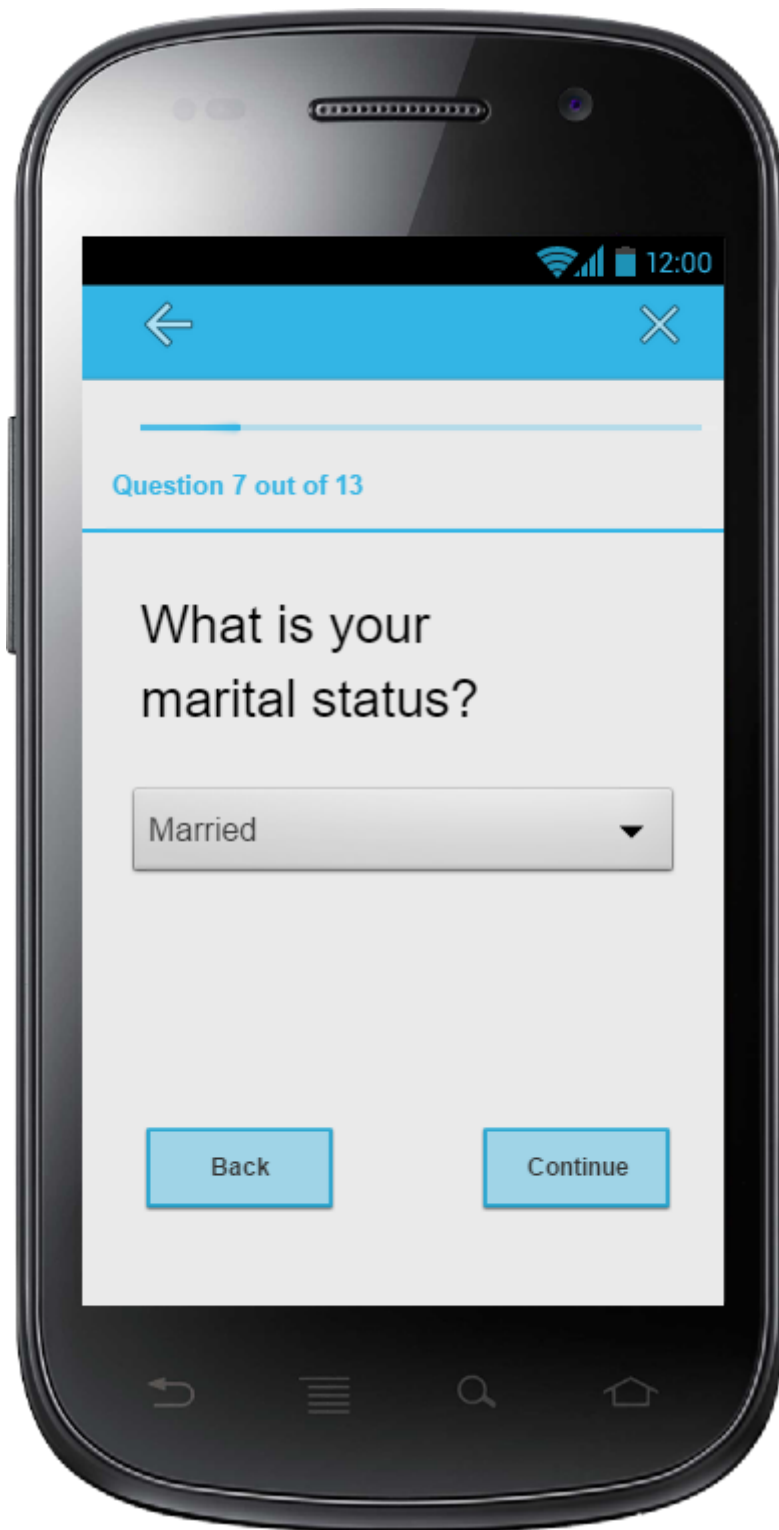 12:00
Question 7 out of 13
What is your
marital status?
Married
Back
Continue